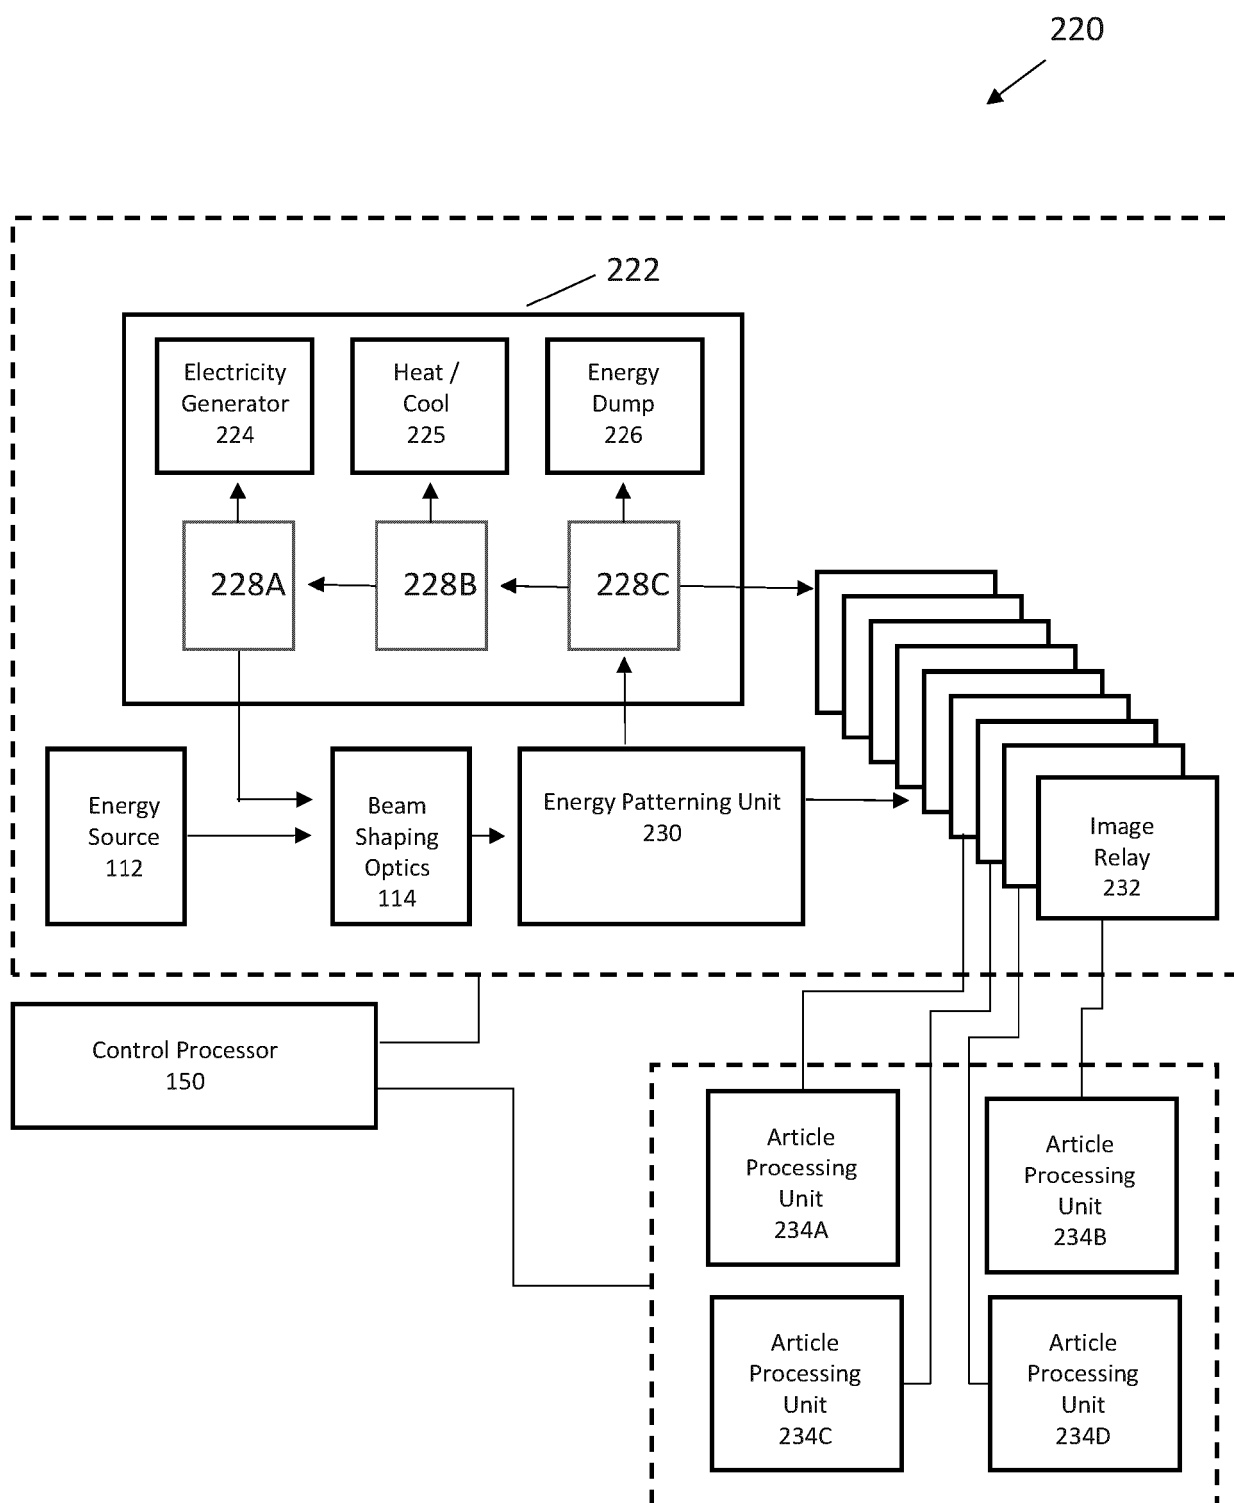 220
222
Electricity
Generator
224
Heat /
Cool
225
Energy
Dump
226
228A
228B
228C
Energy
Source
112
Beam
Shaping
Optics
114
Energy Patterning Unit
230
Image
Relay
232
Control Processor
150
Article
Processing
Unit
234A
Article
Processing
Unit
234B
Article
Processing
Unit
234C
Article
Processing
Unit
234D